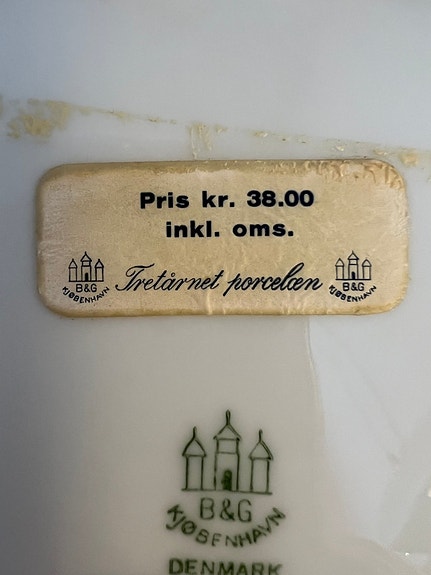 Pris kr. 38.00
inkl. oms.
B&G
KJØBENHAVN
Tretårnet porcelæn
B&G
KJØBENHAVN
B&G
KJØBENHAVN
DENMARK